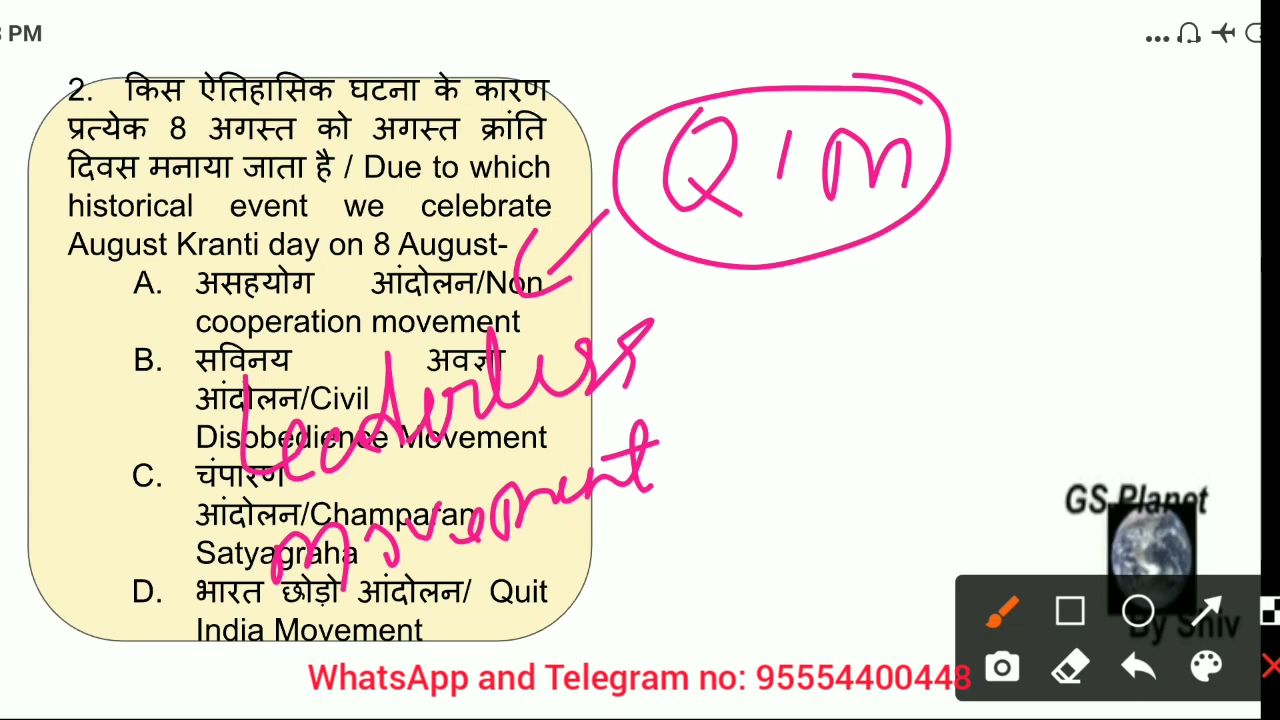 3 PM
2. किस ऐतिहासिक घटना के कारण
प्रत्येक 8 अगस्त को अगस्त क्रांति
दिवस मनाया जाता है / Due to which
historical event we celebrate
August Kranti day on 8 August-
A. असहयोग आंदोलन/Non
cooperation movement
B. सविनय अवज्ञा
आंदोलन/Civil
Disobedience Movement
C. चंपारण
आंदोलन/Champaran
Satyagraha
D. भारत छोड़ो आंदोलन/ Quit
India Movement
Q I M
Leaderless
movement
GS Planet
By Shiv
WhatsApp and Telegram no: 95554400448